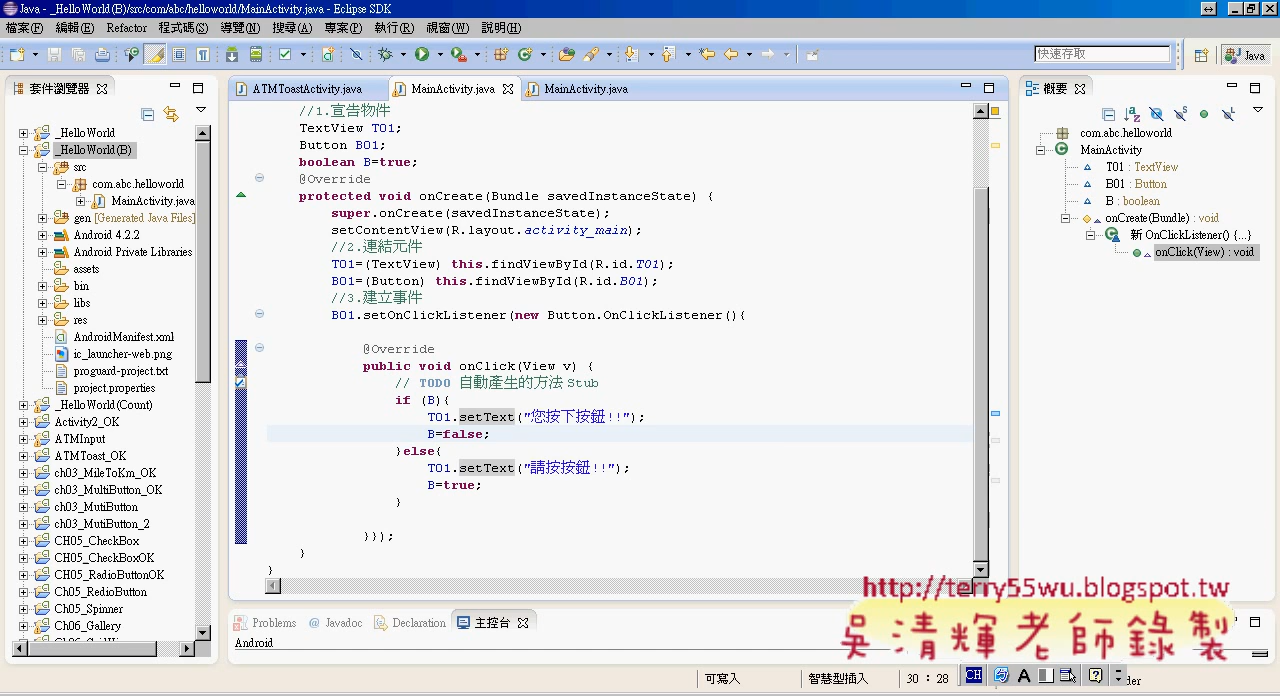 Java - _HelloWorld(B)/src/com/abc/helloworld/MainActivity.java - Eclipse SDK
檔案(F) 編輯(E) Refactor 程式碼(S) 導覽(N) 搜尋(A) 專案(P) 執行(R) 視窗(W) 說明(H)
快速存取
Java
套件瀏覽器
_HelloWorld
_HelloWorld(B)
src
com.abc.helloworld
MainActivity.java
gen [Generated Java Files]
Android 4.2.2
Android Private Libraries
assets
bin
libs
res
AndroidManifest.xml
ic_launcher-web.png
proguard-project.txt
project.properties
_HelloWorld(Count)
Activity2_OK
ATMInput
ATMToast_OK
ch03_MileToKm_OK
ch03_MultiButton_OK
ch03_MutiButton
ch03_MutiButton_2
CH05_CheckBox
CH05_CheckBoxOK
CH05_RadioButtonOK
Ch05_RedioButton
Ch05_Spinner
Ch06_Gallery
ATMToastActivity.java MainActivity.java MainActivity.java
//1.宣告物件
TextView T01;
Button B01;
boolean B=true;
@Override
protected void onCreate(Bundle savedInstanceState) {
super.onCreate(savedInstanceState);
setContentView(R.layout.activity_main);
//2.連結元件
T01=(TextView) this.findViewById(R.id.T01);
B01=(Button) this.findViewById(R.id.B01);
//3.建立事件
B01.setOnClickListener(new Button.OnClickListener(){
@Override
public void onClick(View v) {
// TODO 自動產生的方法 Stub
if (B){
T01.setText("您按下按鈕!!");
B=false;
}else{
T01.setText("請按按鈕!!");
B=true;
}
}});
}
}
概要
com.abc.helloworld
MainActivity
T01 : TextView
B01 : Button
B : boolean
onCreate(Bundle) : void
新 OnClickListener() {...}
onClick(View) : void
Problems Javadoc Declaration 主控台
Android
http://terry55wu.blogspot.tw
吳清輝老師錄製
可寫入 智慧型插入 30 : 28
CH A
der